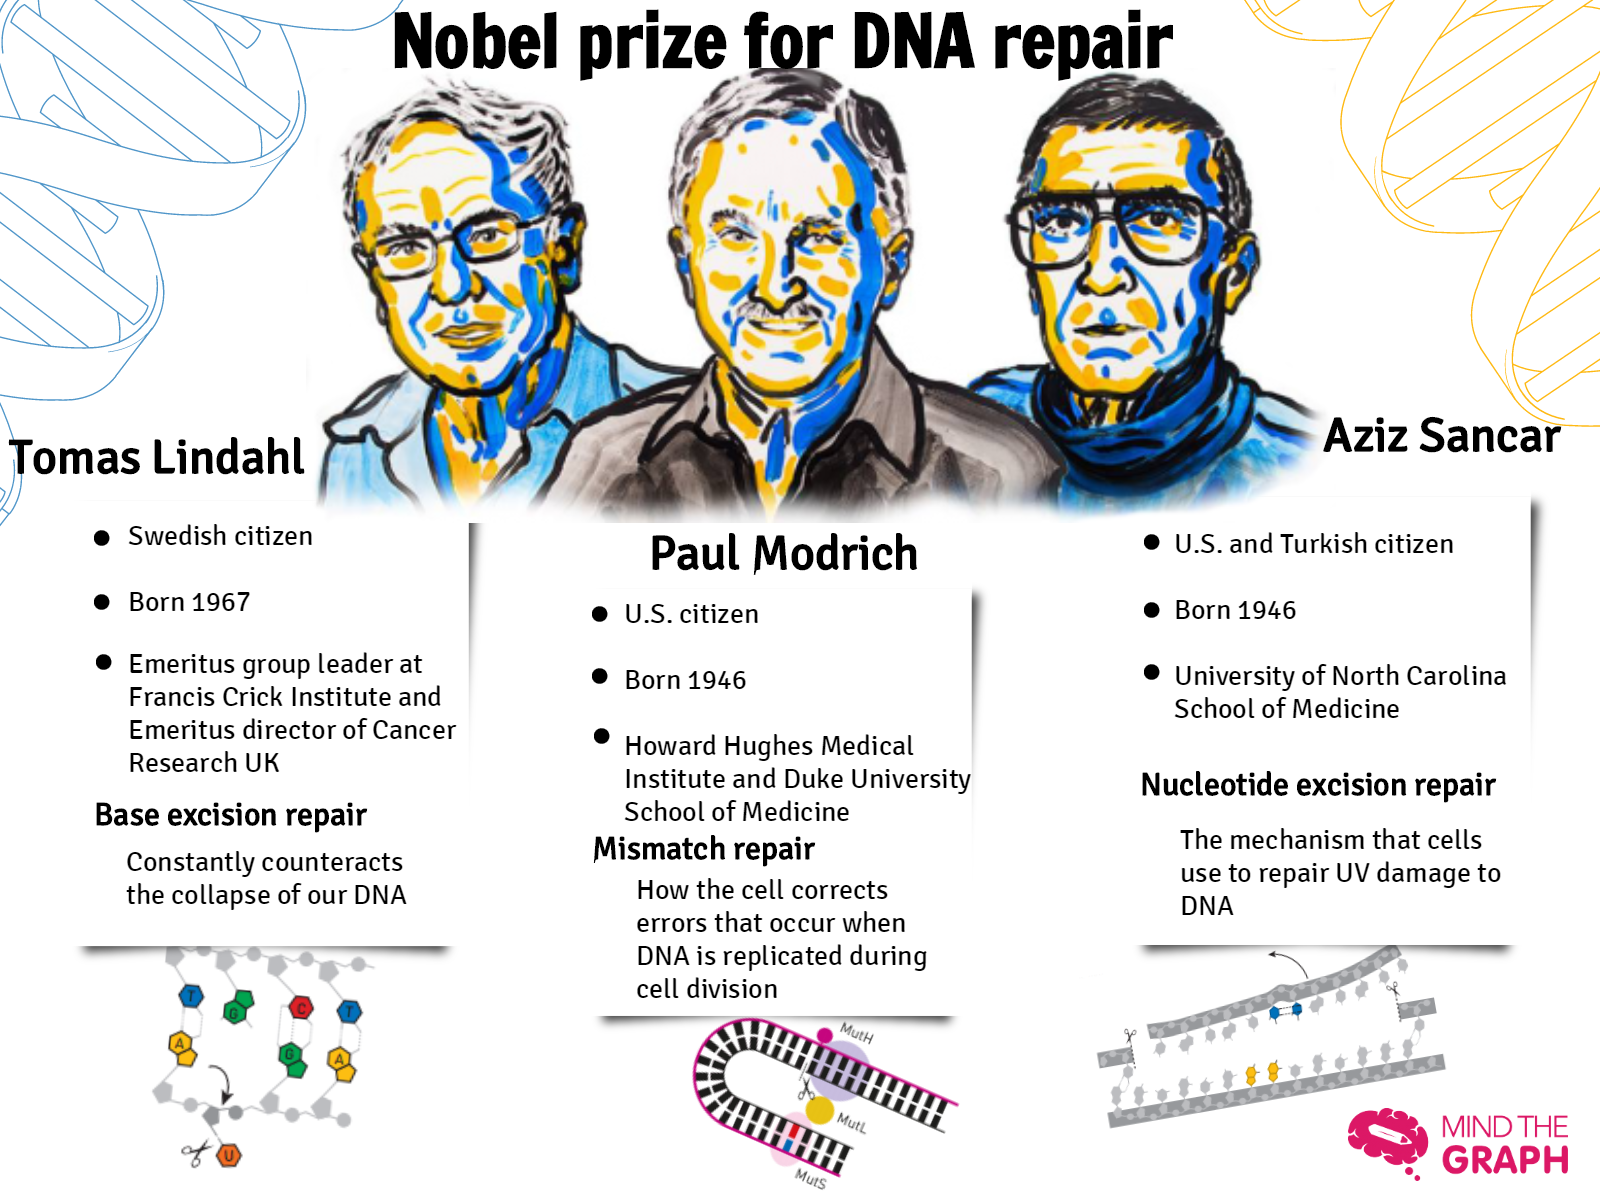 Nobel prize for DNA repair
Tomas Lindahl
Swedish citizen
Born 1967
Emeritus group leader at
Francis Crick Institute and
Emeritus director of Cancer
Research UK
Base excision repair
Constantly counteracts
the collapse of our DNA
T
G
C
T
A
G
A
U
Paul Modrich
U.S. citizen
Born 1946
Howard Hughes Medical
Institute and Duke University
School of Medicine
Mismatch repair
How the cell corrects
errors that occur when
DNA is replicated during
cell division
MutH
MutL
MutS
Aziz Sancar
U.S. and Turkish citizen
Born 1946
University of North Carolina
School of Medicine
Nucleotide excision repair
The mechanism that cells
use to repair UV damage to
DNA
MIND THE
GRAPH